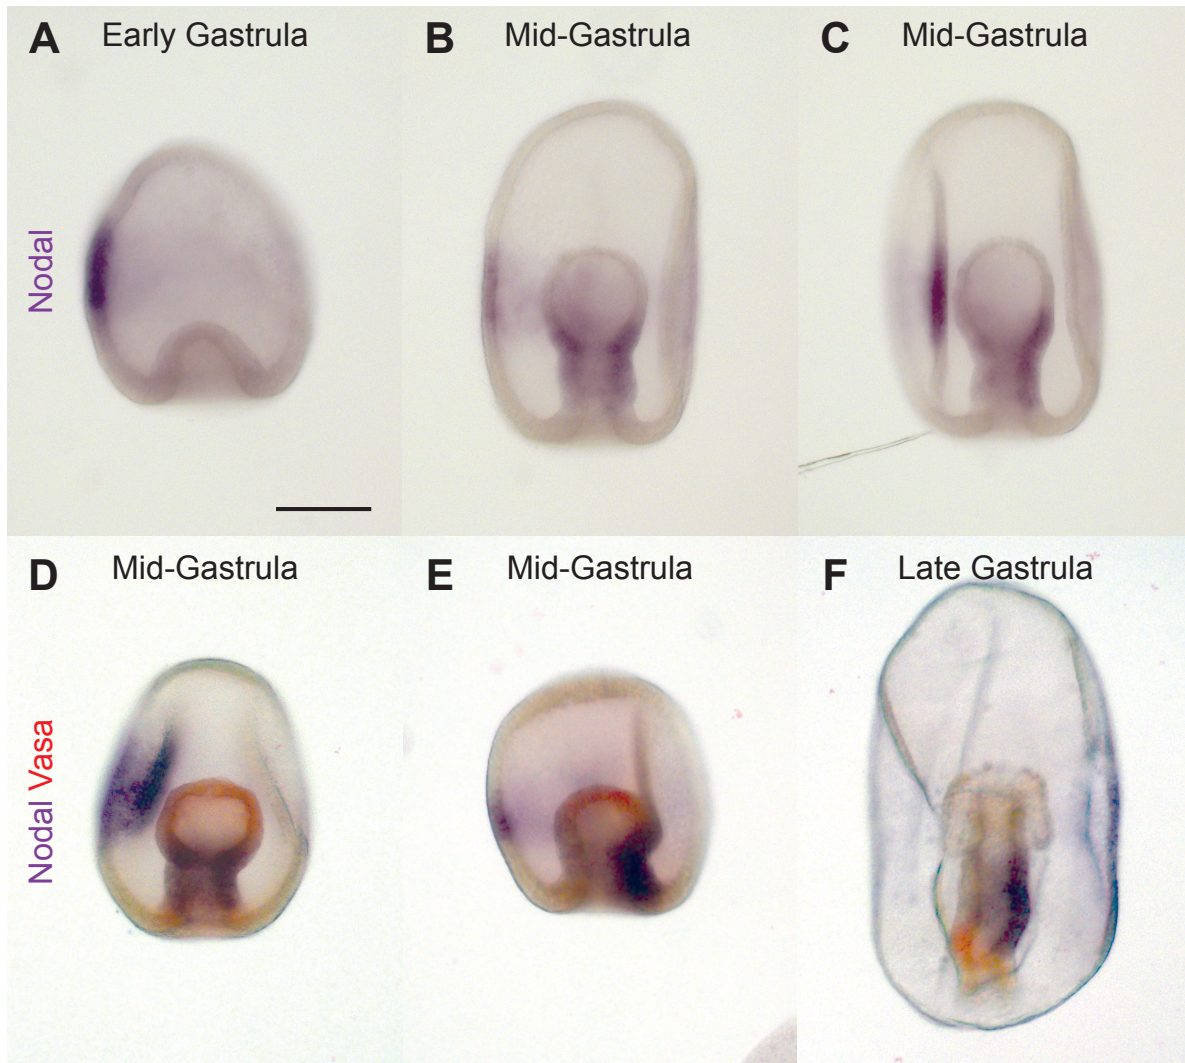 A Early Gastrula
B Mid-Gastrula
C Mid-Gastrula
Nodal
D Mid-Gastrula
E Mid-Gastrula
F Late Gastrula
Nodal Vasa